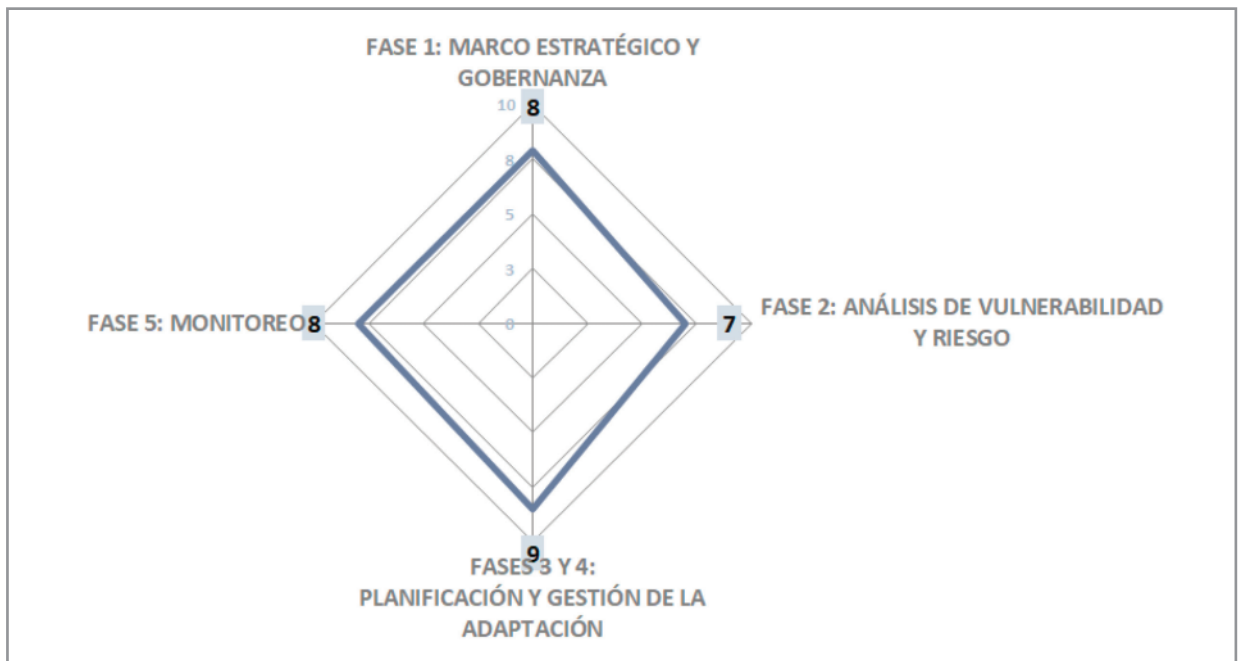 FASE 1: MARCO ESTRATÉGICO Y
GOBERNANZA
10
8
8
5
3
0
FASE 5: MONITOREO
8
7
FASE 2: ANÁLISIS DE VULNERABILIDAD
Y RIESGO
9
FASES 3 Y 4:
PLANIFICACIÓN Y GESTIÓN DE LA
ADAPTACIÓN